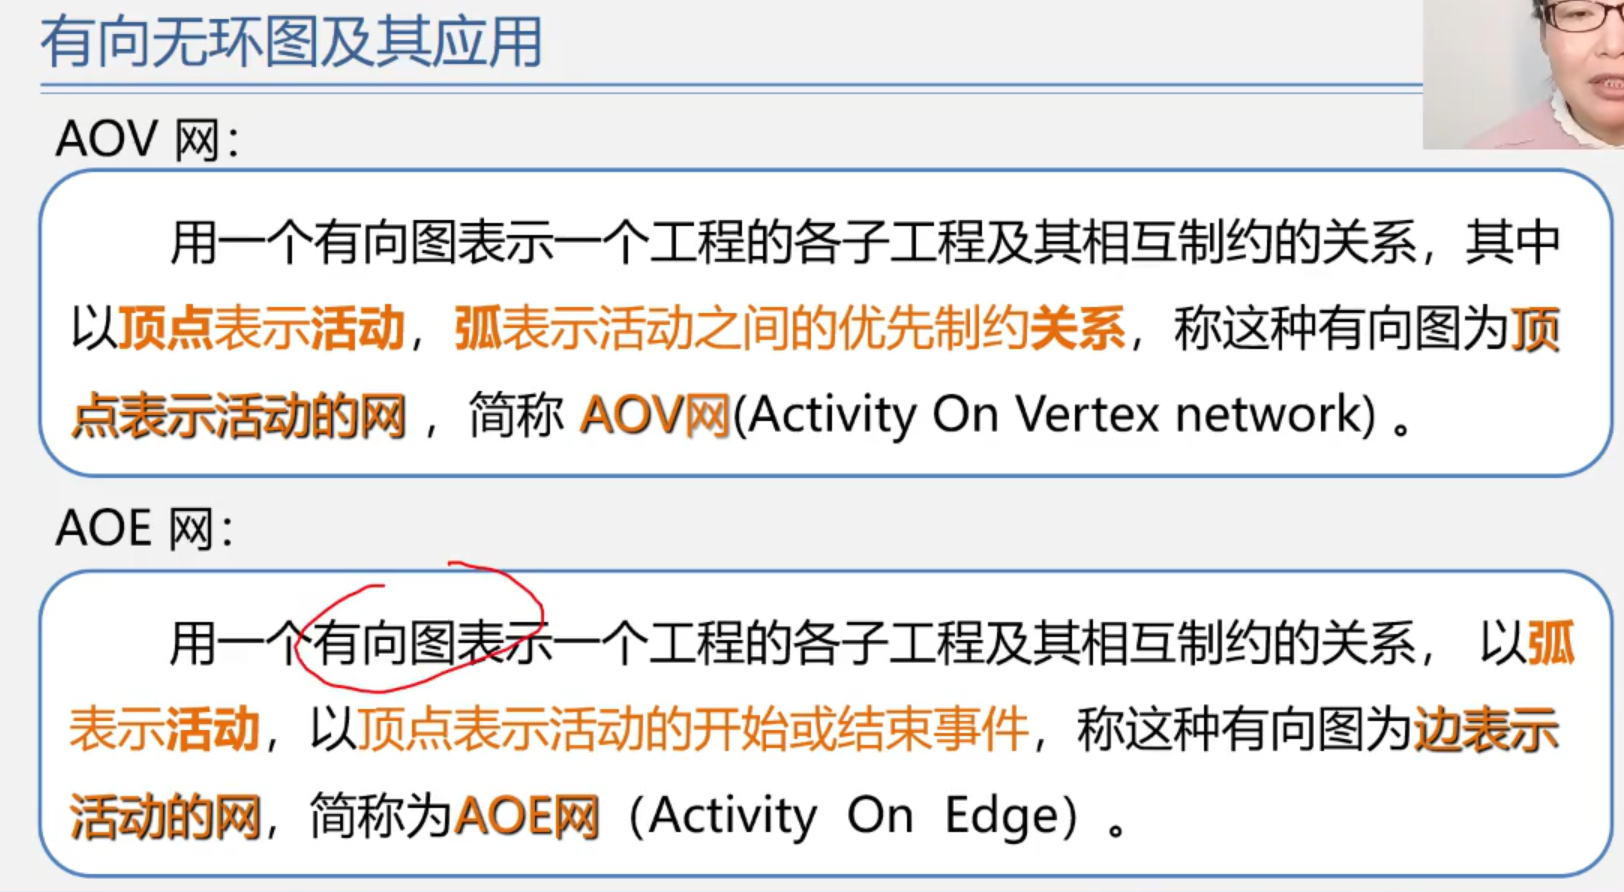 有向无环图及其应用
AOV 网：
用一个有向图表示一个工程的各子工程及其相互制约的关系，其中
以顶点表示活动，弧表示活动之间的优先制约关系，称这种有向图为顶
点表示活动的网，简称 AOV网(Activity On Vertex network) 。
AOE 网：
用一个有向图表示一个工程的各子工程及其相互制约的关系， 以弧
表示活动，以顶点表示活动的开始或结束事件，称这种有向图为边表示
活动的网，简称为AOE网（Activity On Edge）。